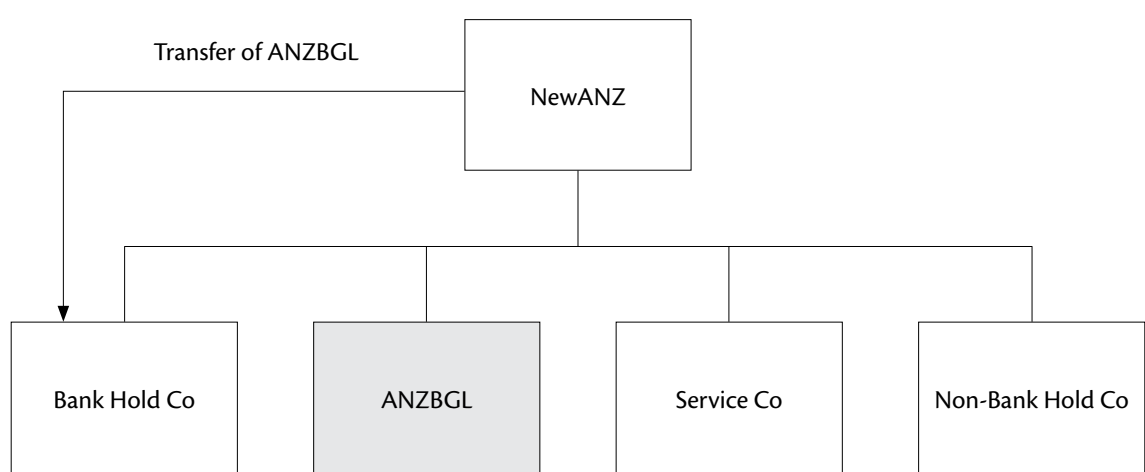 Transfer of ANZBGL
NewANZ
Bank Hold Co
ANZBGL
Service Co
Non-Bank Hold Co